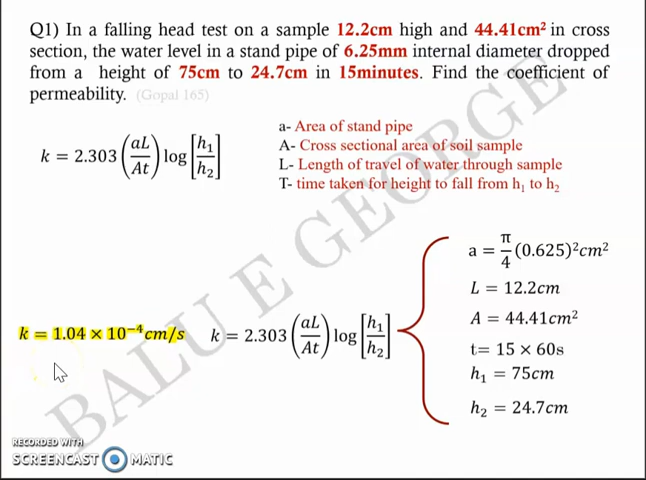 Q1) In a falling head test on a sample 12.2cm high and 44.41cm² in cross
section, the water level in a stand pipe of 6.25mm internal diameter dropped
from a height of 75cm to 24.7cm in 15minutes. Find the coefficient of
permeability. (Gopal 165)
a- Area of stand pipe
A- Cross sectional area of soil sample
k = 2.303 (aL/At) log [h₁/h₂]
L- Length of travel of water through sample
T- time taken for height to fall from h₁ to h₂
a = π/4 (0.625)²cm²
L = 12.2cm
A = 44.41cm²
k = 1.04 × 10⁻⁴cm/s k = 2.303 (aL/At) log [h₁/h₂]
t= 15 × 60s
h₁ = 75cm
h₂ = 24.7cm
BALU E GEORGE
RECORDED WITH
SCREENCAST MATIC